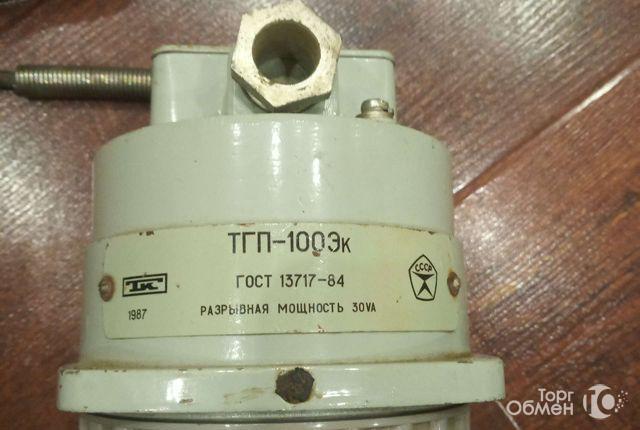 ТГП-100Эк
ГОСТ 13717-84
СССР
1987
РАЗРЫВНАЯ МОЩНОСТЬ 30VA
Торг
Обмен